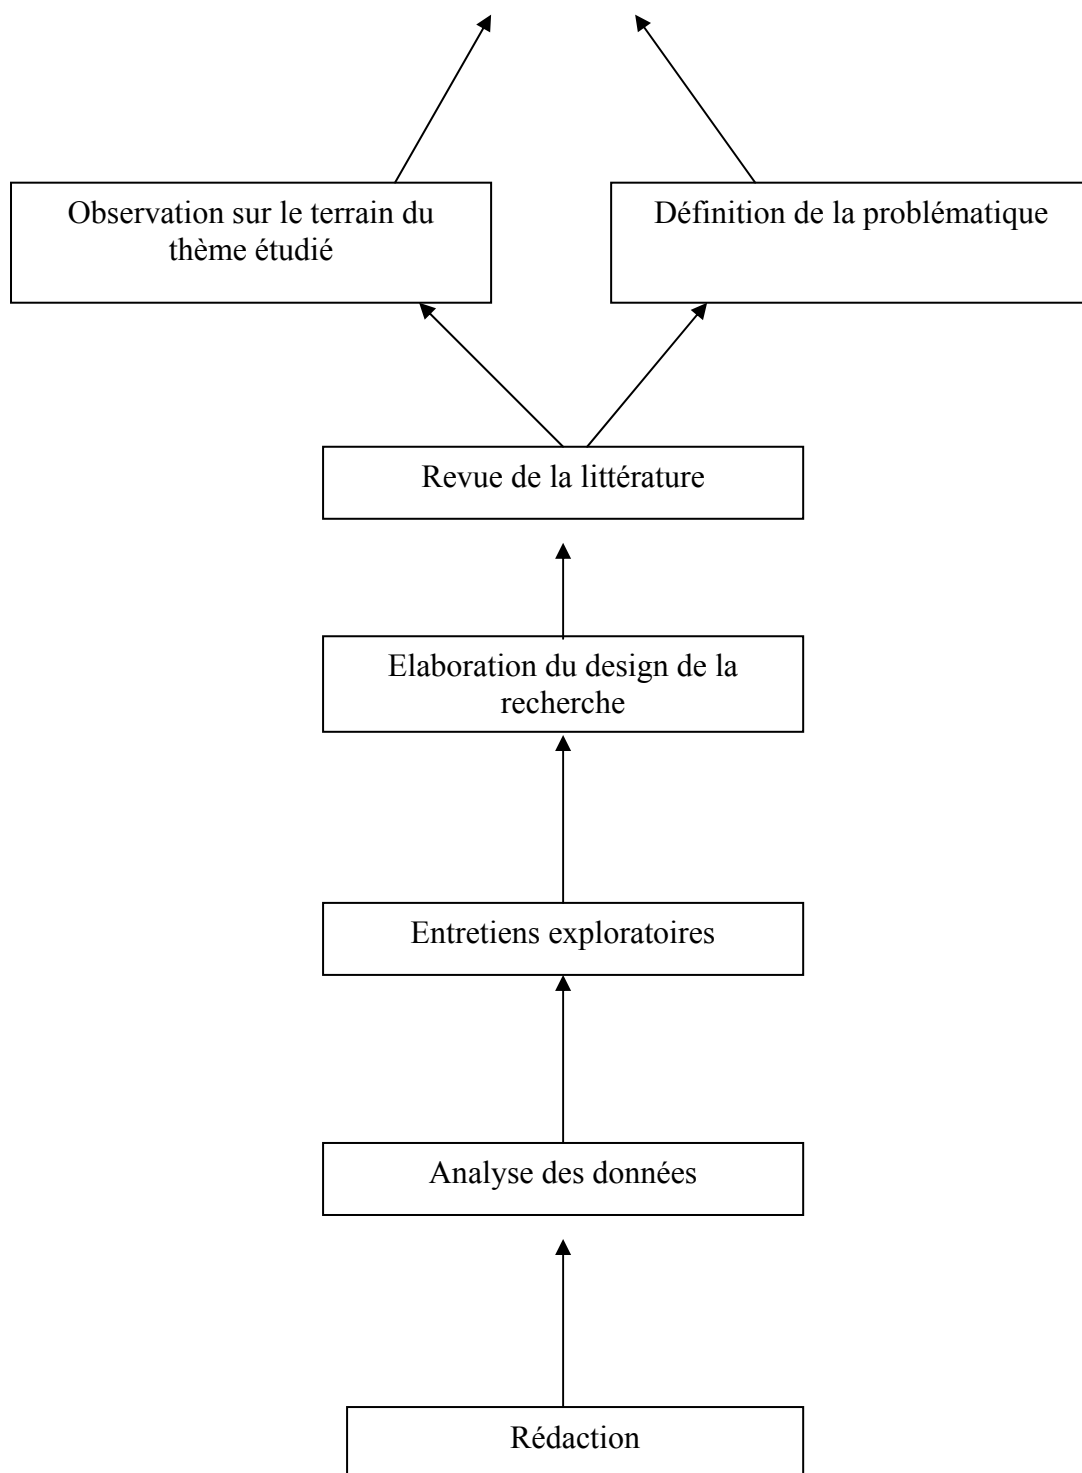 Observation sur le terrain du
thème étudié
Définition de la problématique
Revue de la littérature
Elaboration du design de la
recherche
Entretiens exploratoires
Analyse des données
Rédaction